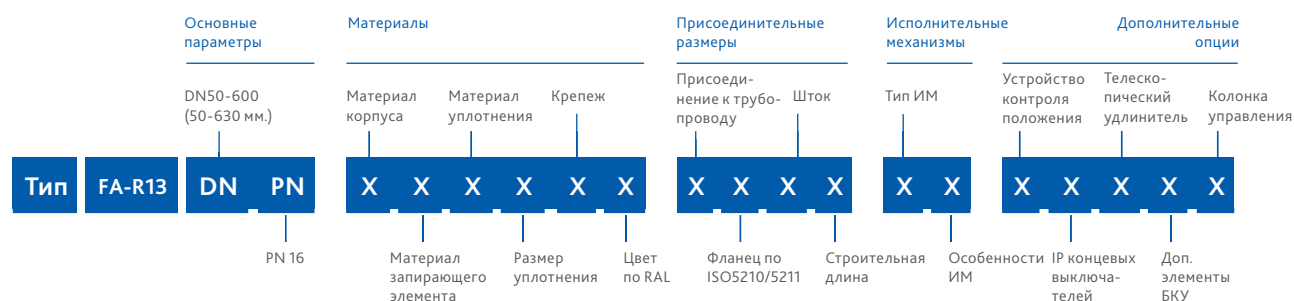 Основные
параметры
Материалы
Присоединительные
размеры
Исполнительные
механизмы
Дополнительные
опции
DN50-600
(50-630 мм.)
Материал
корпуса
Материал
уплотнения
Крепеж
Присоеди-
нение к трубо-
проводу
Шток
Тип ИМ
Устройство
контроля
положения
Телеско-
пический
удлинитель
Колонка
управления
Тип FA-R13 DN PN X X X X X X X X X X X X X X X X X
PN 16
Материал
запирающего
элемента
Размер
уплотнения
Цвет
по RAL
Фланец по
ISO5210/5211
Строительная
длина
Особенности
ИМ
IP концевых
выключа-
телей
Доп.
элементы
БКУ